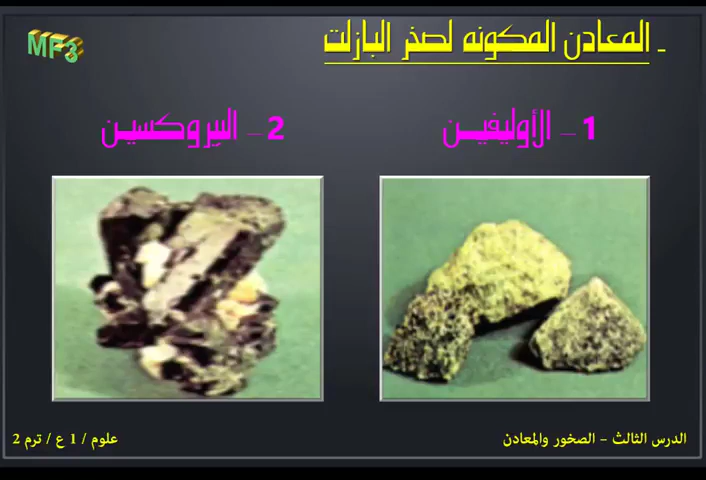 - المعادن المكونه لصخر البازلت
MF3
1 - الأوليفين
2 - البيروكسين
الدرس الثالث - الصخور والمعادن
علوم / 1 ع / ترم 2